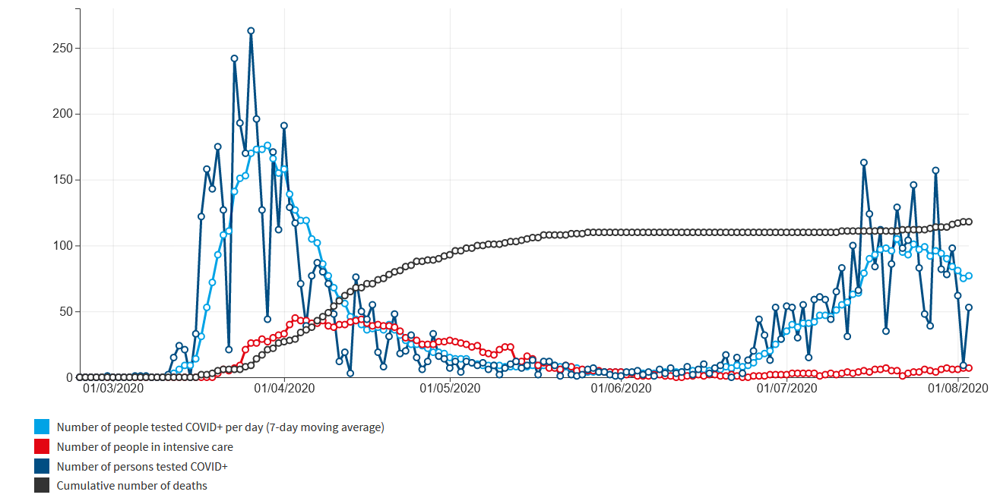 250
200
150
100
50
0
01/03/2020 01/04/2020 01/05/2020 01/06/2020 01/07/2020 01/08/2020
Number of people tested COVID+ per day (7-day moving average)
Number of people in intensive care
Number of persons tested COVID+
Cumulative number of deaths